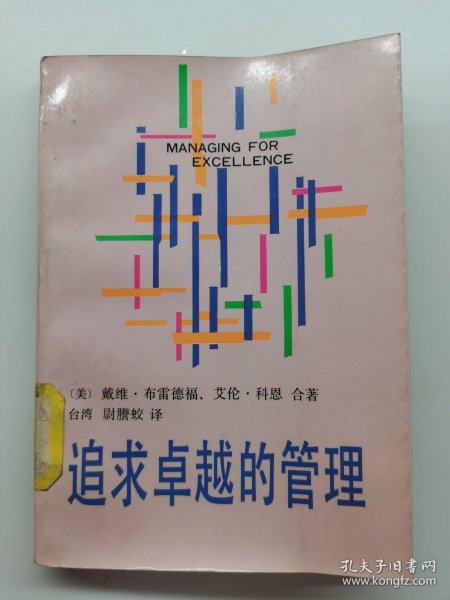 MANAGING FOR
EXCELLENCE
〔美〕 戴维·布雷德福、艾伦·科恩 合著
台湾 尉謄蛟 译
追求卓越的管理
孔夫子旧书网
www.kongfz.com